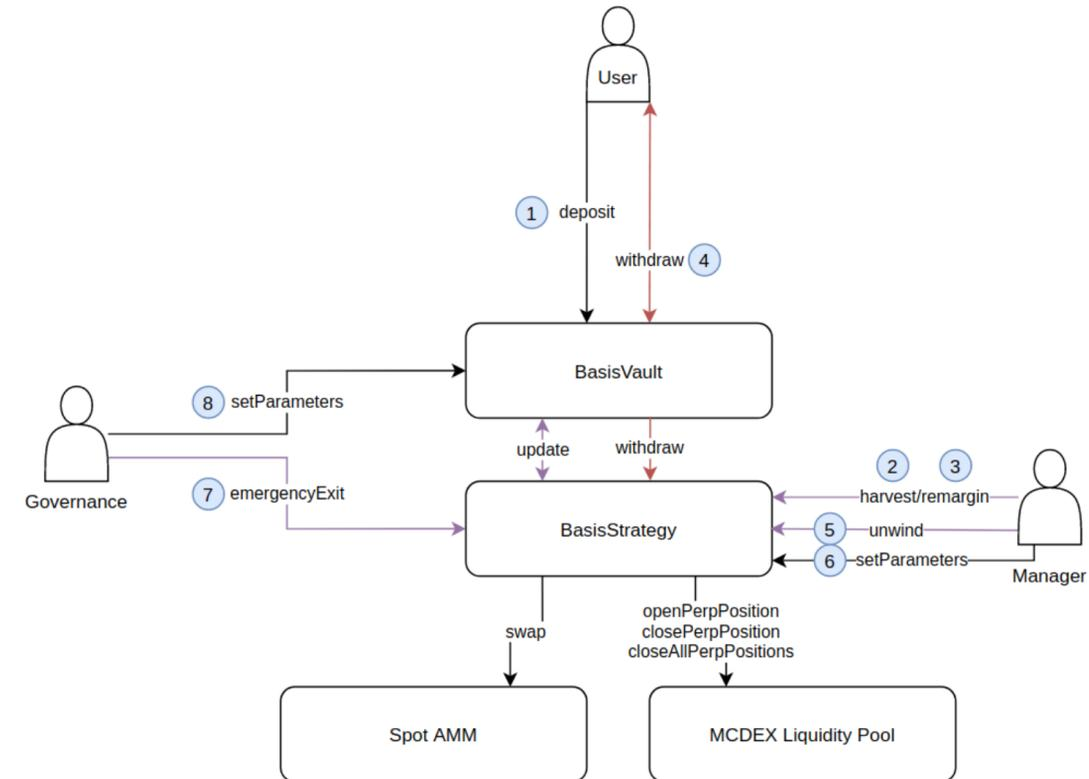 User
1 deposit
withdraw 4
BasisVault
8 setParameters
update
withdraw
2 3
Governance
7 emergencyExit
harvest/remargin
BasisStrategy
5 unwind
6 setParameters
Manager
openPerpPosition
swap
closePerpPosition
closeAllPerpPositions
Spot AMM
MCDEX Liquidity Pool